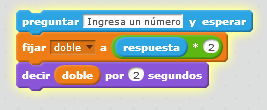 preguntar Ingresa un número y esperar
fijar doble a respuesta * 2
decir doble por 2 segundos